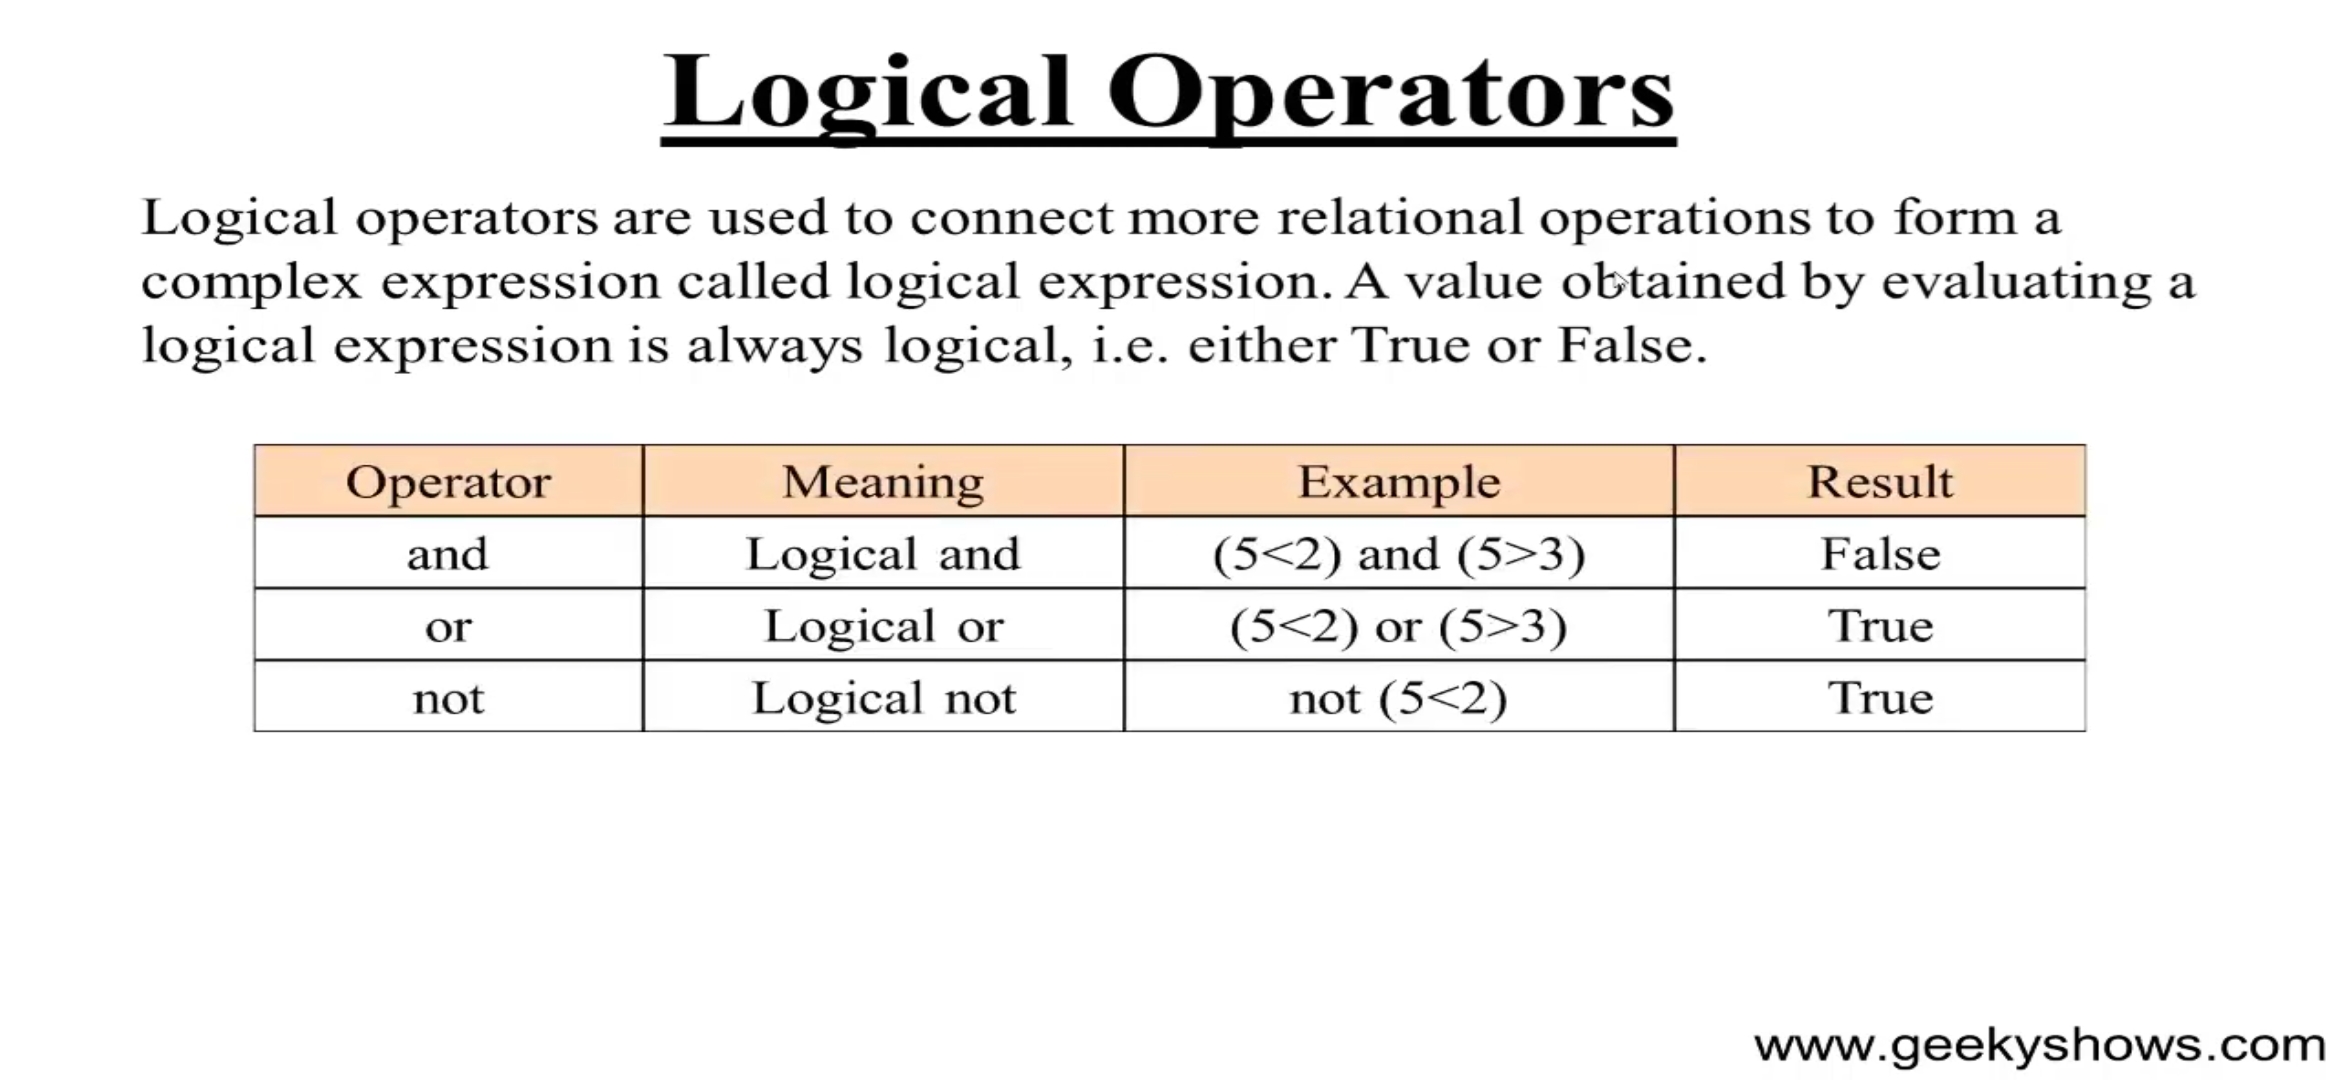 Logical Operators
Logical operators are used to connect more relational operations to form a
complex expression called logical expression. A value obtained by evaluating a
logical expression is always logical, i.e. either True or False.
Operator Meaning Example Result
and Logical and (5<2) and (5>3) False
or Logical or (5<2) or (5>3) True
not Logical not not (5<2) True
www.geekyshows.com